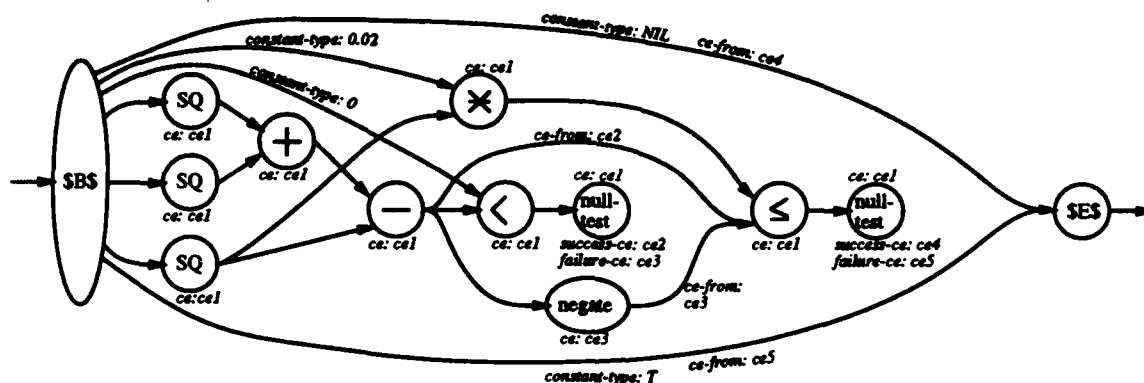 constant-type: NIL
ce-from: ce4
constant-type: 0.02
ce: ce1
×
constant-type: 0
SQ
ce: ce1
+
ce: ce1
ce-from: ce2
$B$
SQ
ce: ce1
−
ce: ce1
<
ce: ce1
ce: ce1
null-
test
success-ce: ce2
failure-ce: ce3
≤
ce: ce1
ce: ce1
null-
test
success-ce: ce4
failure-ce: ce5
$E$
SQ
ce:ce1
negate
ce: ce3
ce-from:
ce3
ce-from: ce5
constant-type: T